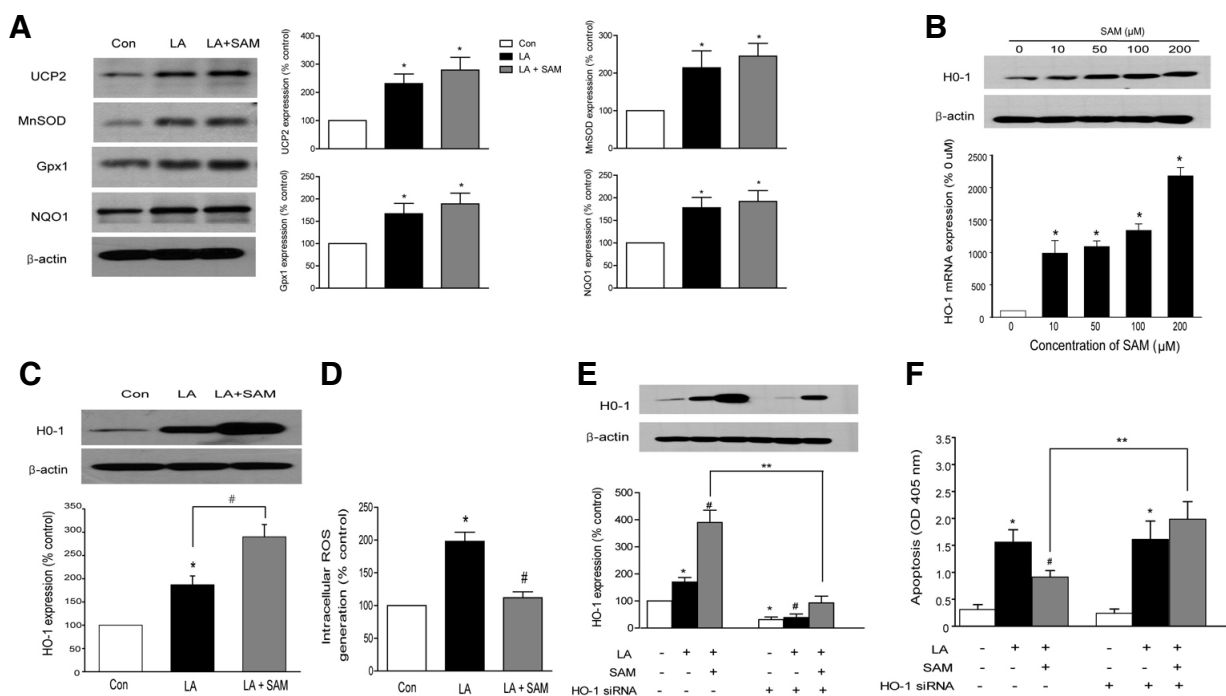 A
Con LA LA+SAM
UCP2
MnSOD
Gpx1
NQO1
β-actin
UCP2 expresssion (% control)
400
300
200
100
0
*
*
Con
LA
LA + SAM
MnSOD expresssion (% control)
300
200
100
0
*
*
Gpx1 expresssion (% control)
250
200
150
100
50
0
*
*
NQO1 expression (% control)
250
200
150
100
50
0
*
*
B
SAM (µM)
0 10 50 100 200
H0-1
β-actin
HO-1 mRNA expression (% 0 uM)
2500
2000
1500
1000
500
0
*
*
*
*
0 10 50 100 200
Concentration of SAM (µM)
C
Con LA LA+SAM
H0-1
β-actin
HO-1 expression (% control)
350
300
250
200
150
100
50
0
*
#
Con LA LA + SAM
D
Intracellular ROS
generation (% control)
200
150
100
50
0
*
#
Con LA LA + SAM
E
H0-1
β-actin
HO-1 expression (% control)
500
400
300
200
100
0
*
#
*
#
**
LA - + + - + +
SAM - - + - - +
HO-1 siRNA - - - + + +
F
Apoptosis (OD 405 nm)
3.5
3.0
2.5
2.0
1.5
1.0
0.5
0
*
#
*
**
LA - + + - + +
SAM - - + - - +
HO-1 siRNA - - - + + +